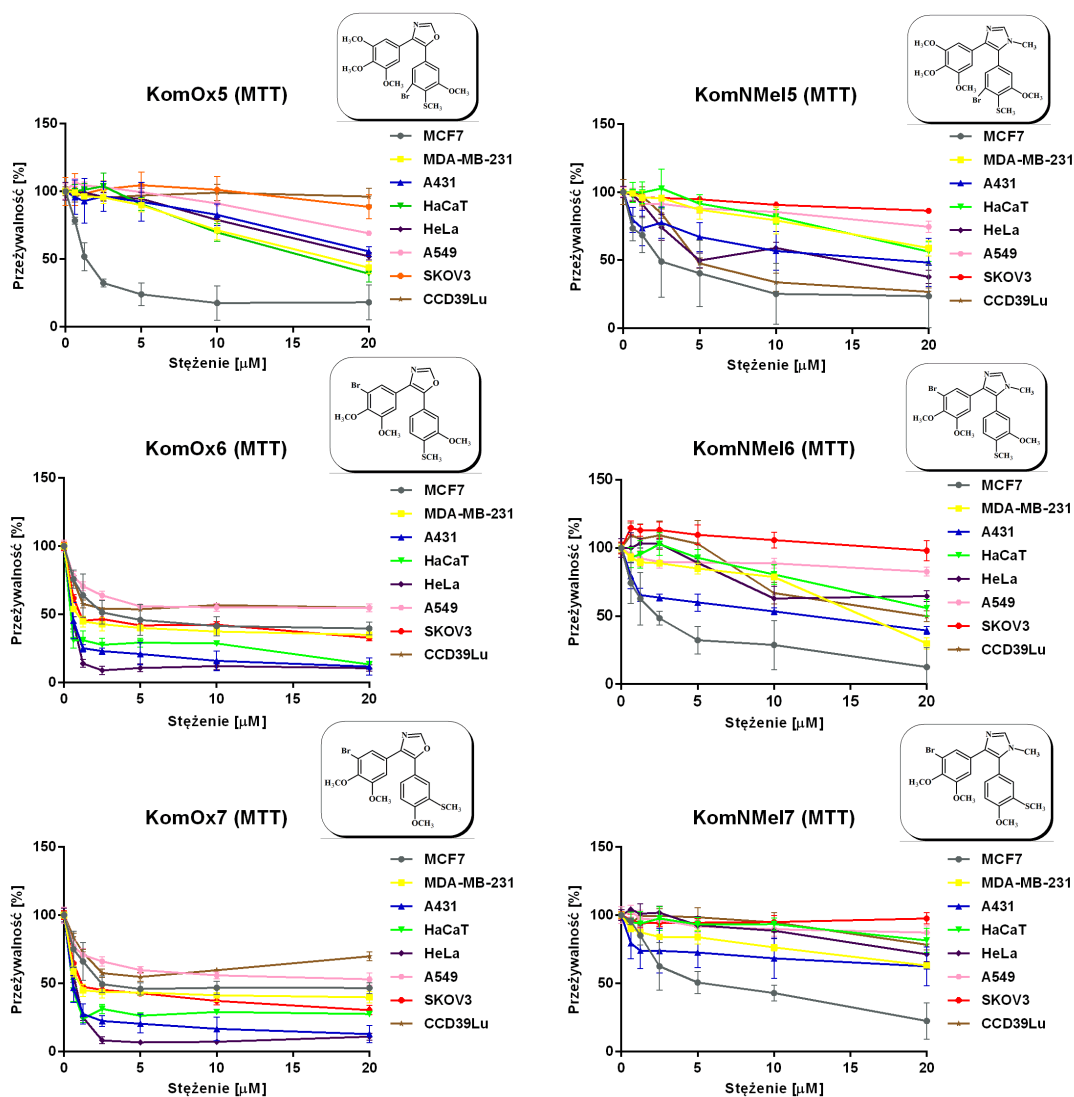 KomOx5 (MTT)
N
O
H₃CO
H₃CO
OCH₃
Br
OCH₃
SCH₃
Przeżywalność [%]
150
100
50
0
0 5 10 15 20
Stężenie [μM]
MCF7
MDA-MB-231
A431
HaCaT
HeLa
A549
SKOV3
CCD39Lu
KomNMeI5 (MTT)
N
N
CH₃
H₃CO
H₃CO
OCH₃
Br
OCH₃
SCH₃
Przeżywalność [%]
150
100
50
0
0 5 10 15 20
Stężenie [μM]
MCF7
MDA-MB-231
A431
HaCaT
HeLa
A549
SKOV3
CCD39Lu
KomOx6 (MTT)
N
O
Br
H₃CO
OCH₃
OCH₃
SCH₃
Przeżywalność [%]
150
100
50
0
0 5 10 15 20
Stężenie [μM]
MCF7
MDA-MB-231
A431
HaCaT
HeLa
A549
SKOV3
CCD39Lu
KomNMeI6 (MTT)
N
N
CH₃
Br
H₃CO
OCH₃
OCH₃
SCH₃
Przeżywalność [%]
150
100
50
0
0 5 10 15 20
Stężenie [μM]
MCF7
MDA-MB-231
A431
HaCaT
HeLa
A549
SKOV3
CCD39Lu
KomOx7 (MTT)
N
O
Br
H₃CO
OCH₃
SCH₃
OCH₃
Przeżywalność [%]
150
100
50
0
0 5 10 15 20
Stężenie [μM]
MCF7
MDA-MB-231
A431
HaCaT
HeLa
A549
SKOV3
CCD39Lu
KomNMeI7 (MTT)
N
N
CH₃
Br
H₃CO
OCH₃
SCH₃
OCH₃
Przeżywalność [%]
150
100
50
0
0 5 10 15 20
Stężenie [μM]
MCF7
MDA-MB-231
A431
HaCaT
HeLa
A549
SKOV3
CCD39Lu